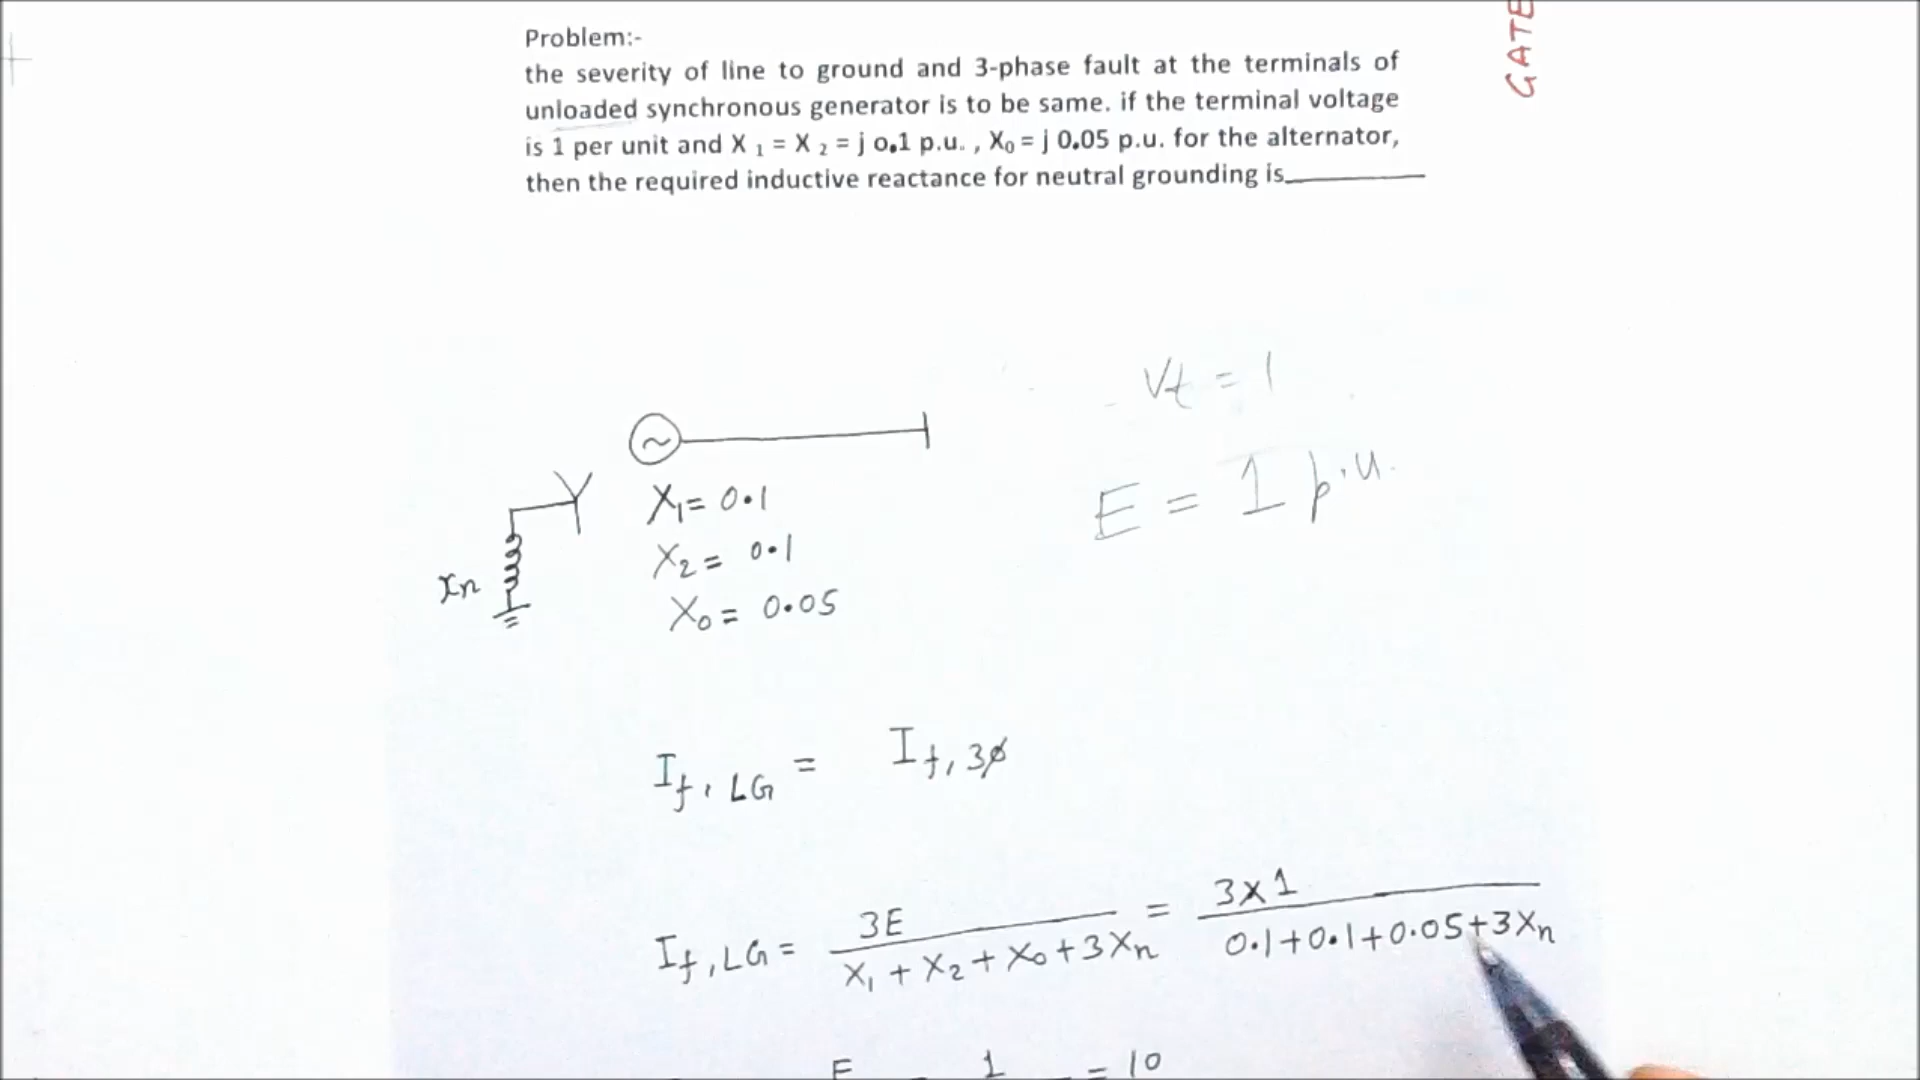 Problem:-
the severity of line to ground and 3-phase fault at the terminals of
unloaded synchronous generator is to be same. if the terminal voltage
is 1 per unit and X 1 = X 2 = j 0.1 p.u. , X0 = j 0.05 p.u. for the alternator,
then the required inductive reactance for neutral grounding is
GATE
Vt = 1
E = 1 p.u.
X1 = 0.1
X2 = 0.1
X0 = 0.05
Xn
If, LG = If, 3ϕ
If, LG = 3E / X1 + X2 + X0 + 3Xn = 3×1 / 0.1+0.1+0.05+3Xn
E = 1 = 10